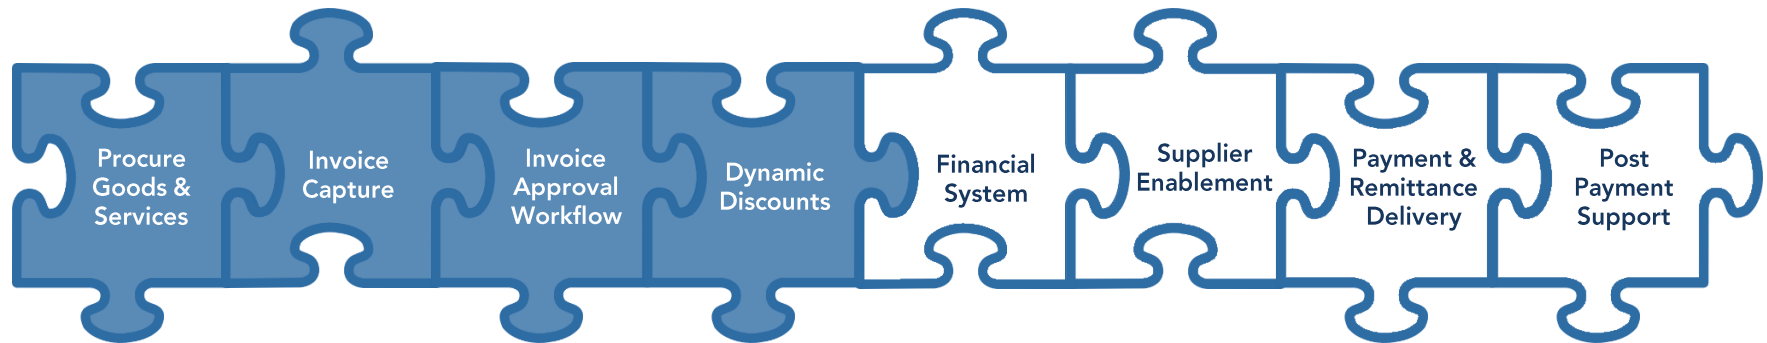 Procure
Goods &
Services
Invoice
Capture
Invoice
Approval
Workflow
Dynamic
Discounts
Financial
System
Supplier
Enablement
Payment &
Remittance
Delivery
Post
Payment
Support